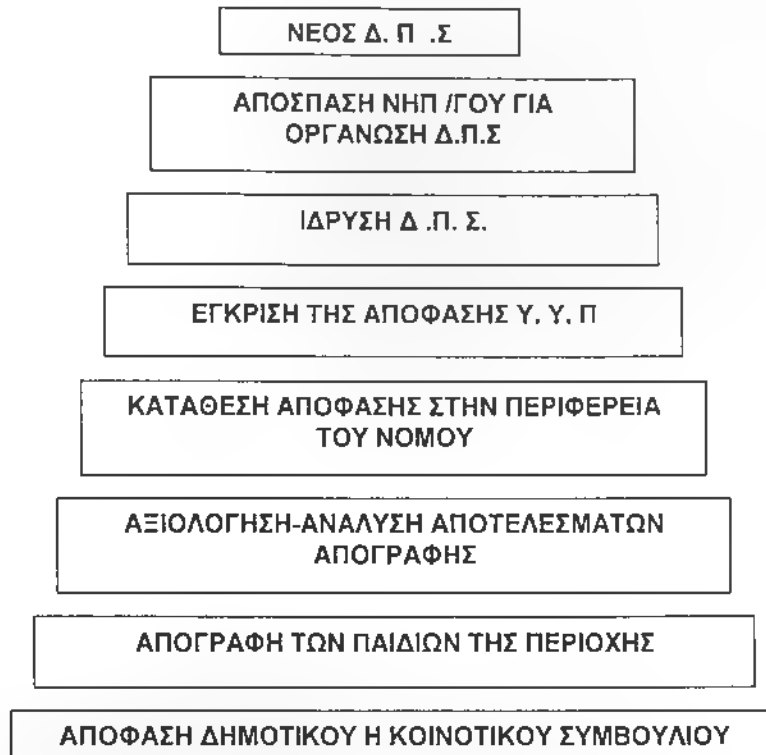 ΝΕΟΣ Δ. Π .Σ
ΑΠΟΣΠΑΣΗ ΝΗΠ /ΓΟΥ ΓΙΑ
ΟΡΓΑΝΩΣΗ Δ.Π.Σ
ΙΔΡΥΣΗ Δ .Π. Σ.
ΕΓΚΡΙΣΗ ΤΗΣ ΑΠΟΦΑΣΗΣ Υ. Υ. Π
ΚΑΤΑΘΕΣΗ ΑΠΟΦΑΣΗΣ ΣΤΗΝ ΠΕΡΙΦΕΡΕΙΑ
ΤΟΥ ΝΟΜΟΥ
ΑΞΙΟΛΟΓΗΣΗ-ΑΝΑΛΥΣΗ ΑΠΟΤΕΛΕΣΜΑΤΩΝ
ΑΠΟΓΡΑΦΗΣ
ΑΠΟΓΡΑΦΗ ΤΩΝ ΠΑΙΔΙΩΝ ΤΗΣ ΠΕΡΙΟΧΗΣ
ΑΠΟΦΑΣΗ ΔΗΜΟΤΙΚΟΥ Η ΚΟΙΝΟΤΙΚΟΥ ΣΥΜΒΟΥΛΙΟΥ